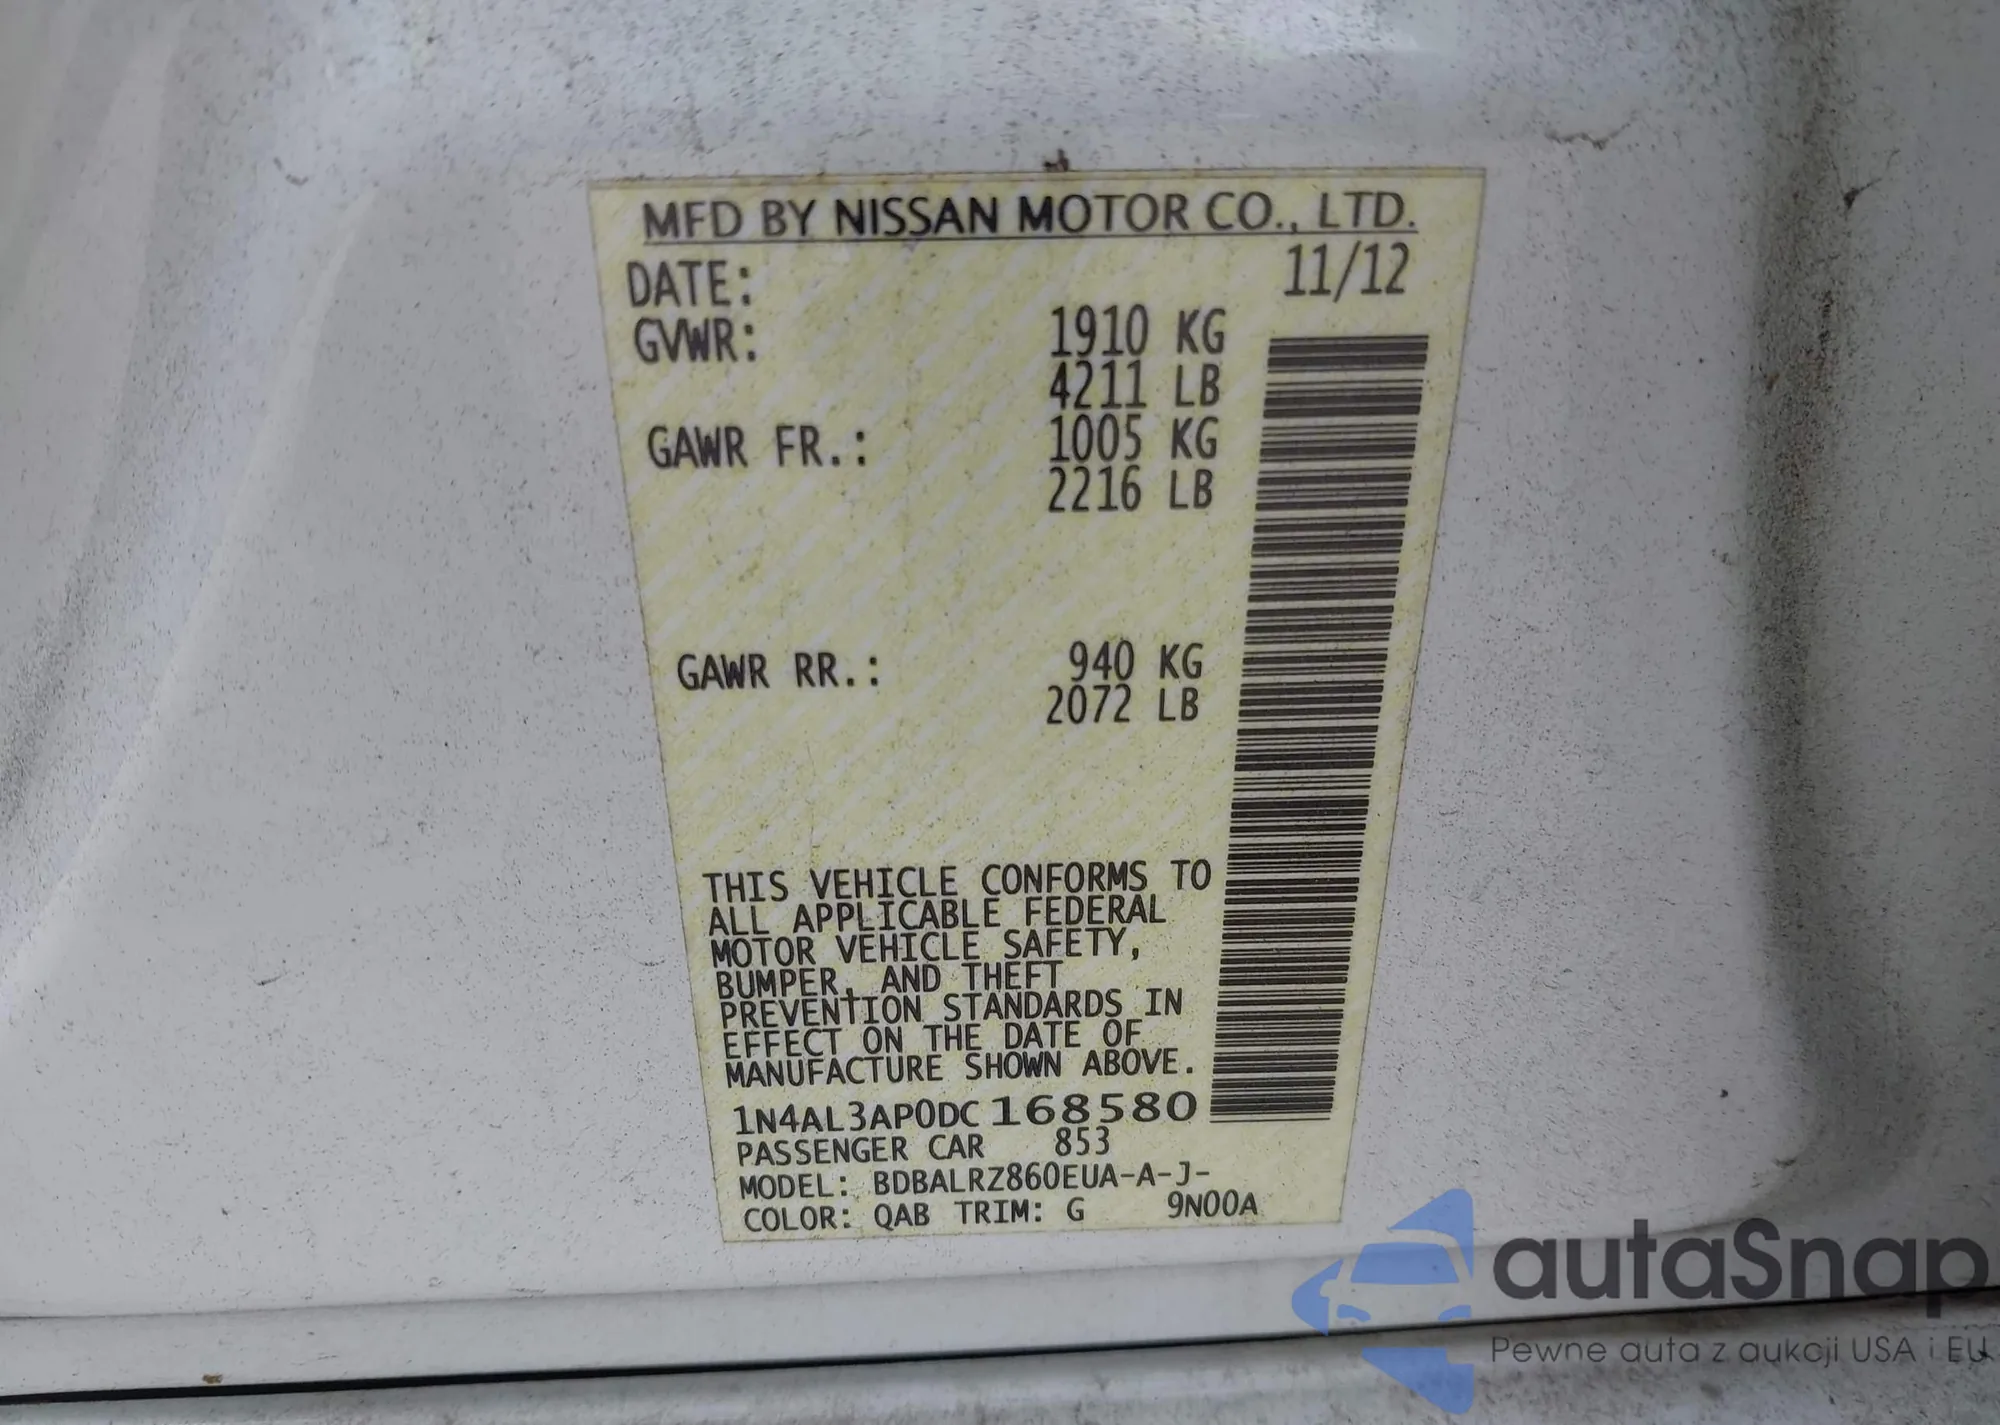 MFD BY NISSAN MOTOR CO., LTD.
DATE: 11/12
GVWR: 1910 KG
4211 LB
GAWR FR.: 1005 KG
2216 LB
GAWR RR.: 940 KG
2072 LB
THIS VEHICLE CONFORMS TO
ALL APPLICABLE FEDERAL
MOTOR VEHICLE SAFETY,
BUMPER, AND THEFT
PREVENTION STANDARDS IN
EFFECT ON THE DATE OF
MANUFACTURE SHOWN ABOVE.
1N4AL3AP0DC168580
PASSENGER CAR 853
MODEL: BDBALRZ860EUA-A-J-
COLOR: QAB TRIM: G 9N00A
autaSnap
Pewne auta z aukcji USA i EU